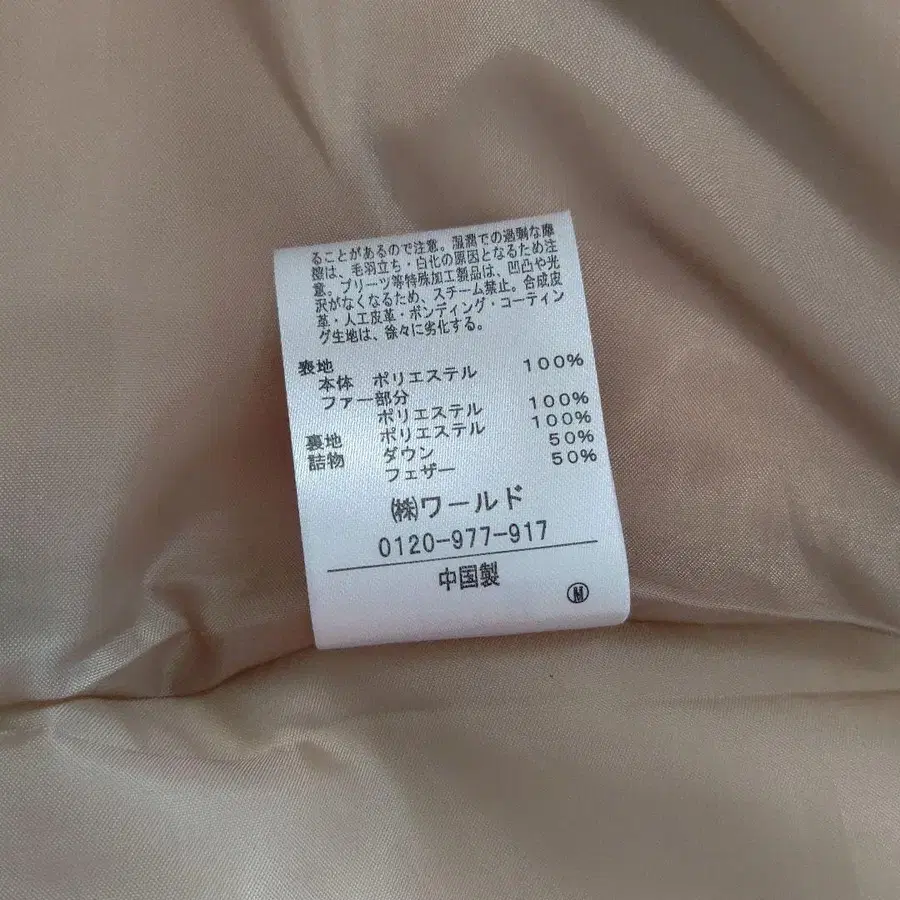 ることがあるので注意。湿潤での過剰な摩
擦は、毛羽立ち・白化の原因となるため注
意。プリーツ等特殊加工製品は、凹凸や光
沢がなくなるため、スチーム禁止。合成皮
革・人工皮革・ボンディング・コーティン
グ生地は、徐々に劣化する。
表地
本体 ポリエステル 100%
ファー部分
ポリエステル 100%
裏地 ポリエステル 100%
詰物 ダウン 50%
フェザー 50%
㈱ワールド
0120-977-917
中国製
Ⓜ